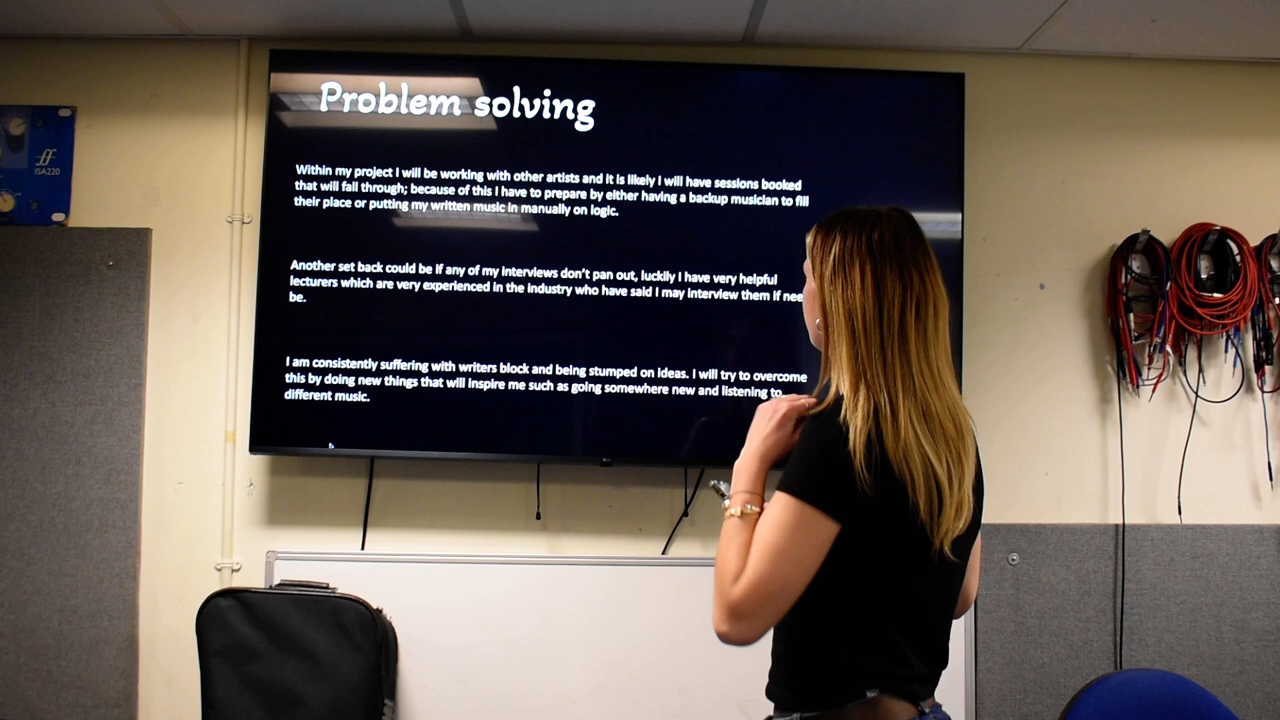 Problem solving
Within my project I will be working with other artists and it is likely I will have sessions booked
that will fall through; because of this I have to prepare by either having a backup musician to fill
their place or putting my written music in manually on logic.
Another set back could be If any of my interviews don't pan out, luckily I have very helpful
lecturers which are very experienced in the industry who have said I may interview them if nee
be.
I am consistently suffering with writers block and being stumped on ideas. I will try to overcome
this by doing new things that will inspire me such as going somewhere new and listening to
different music.
ff
ISA220